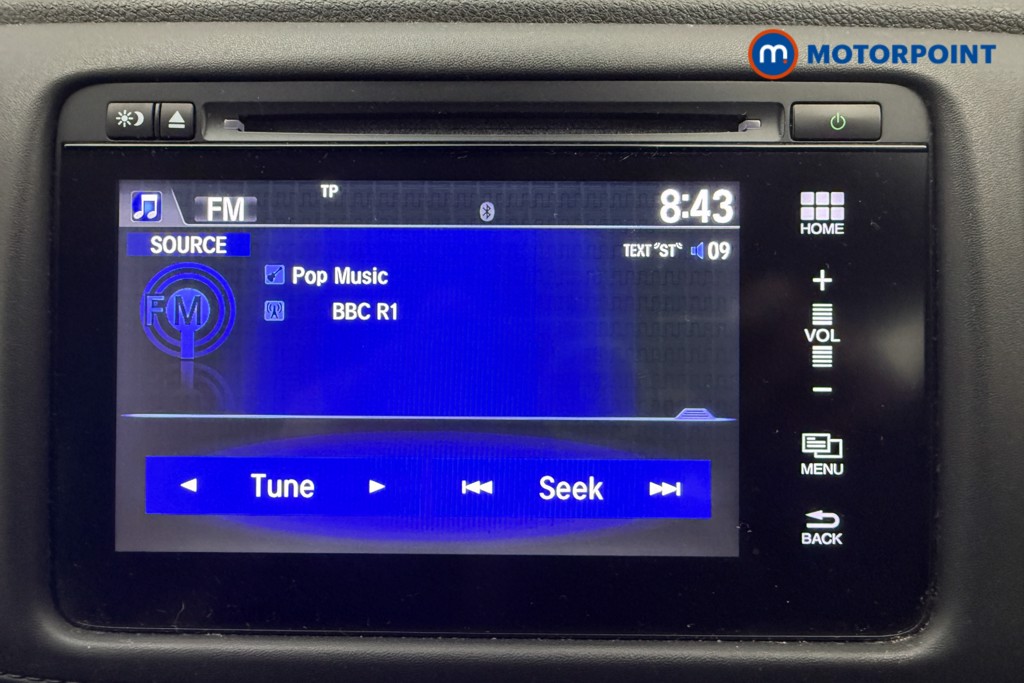 m MOTORPOINT
FM TP 8:43
SOURCE TEXT "ST" 09
FM Pop Music
BBC R1
Tune Seek
HOME
+
VOL
−
MENU
BACK